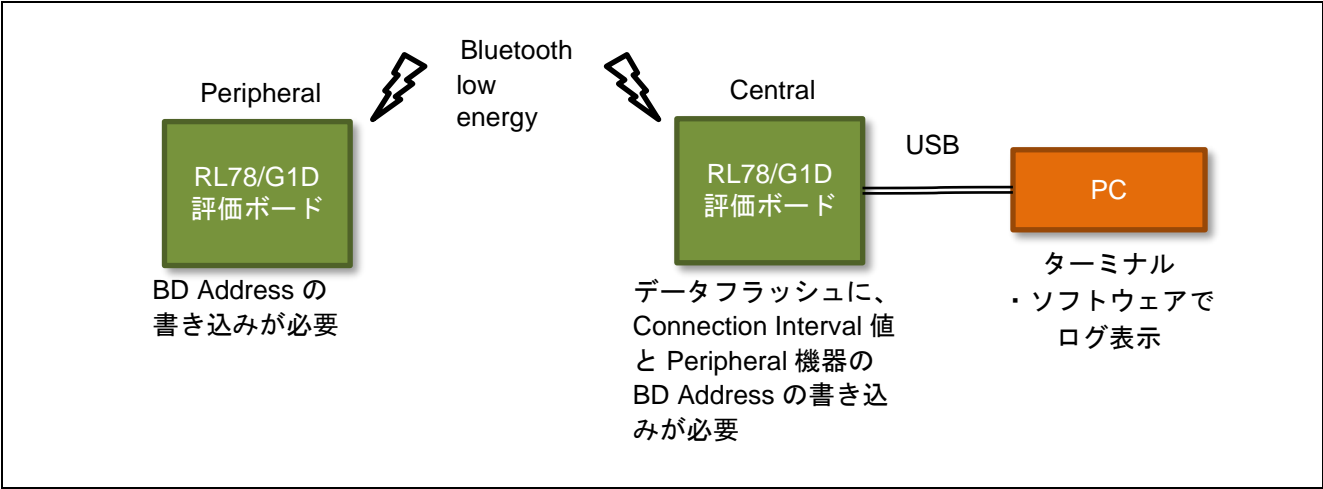 Bluetooth
low
energy
Peripheral
RL78/G1D
評価ボード
BD Address の
書き込みが必要
Central
RL78/G1D
評価ボード
データフラッシュに、
Connection Interval 値
と Peripheral 機器の
BD Address の書き込
みが必要
USB
PC
ターミナル
・ソフトウェアで
ログ表示